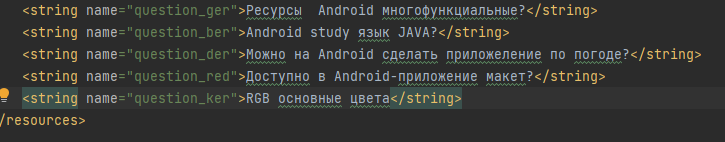 <string name="question_ger">Ресурсы  Android многофункциальные?</string>
<string name="question_ber">Android study язык JAVA?</string>
<string name="question_der">Можно на Android сделать приложеление по погоде?</string>
<string name="question_red">Доступно в Android-приложение макет?</string>
<string name="question_ker">RGB основные цвета</string>
/resources>